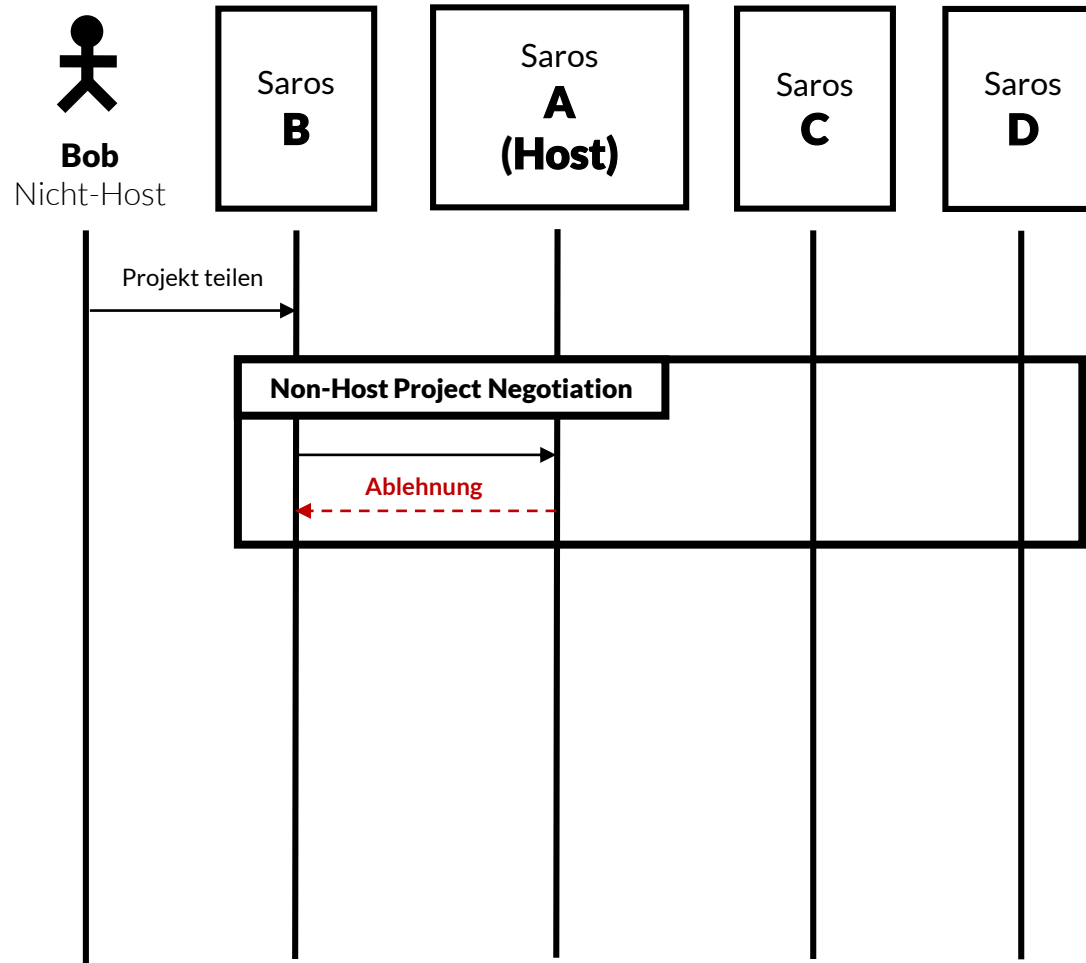 Bob
Nicht-Host
Saros
B
Saros
A
(Host)
Saros
C
Saros
D
Projekt teilen
Non-Host Project Negotiation
Ablehnung